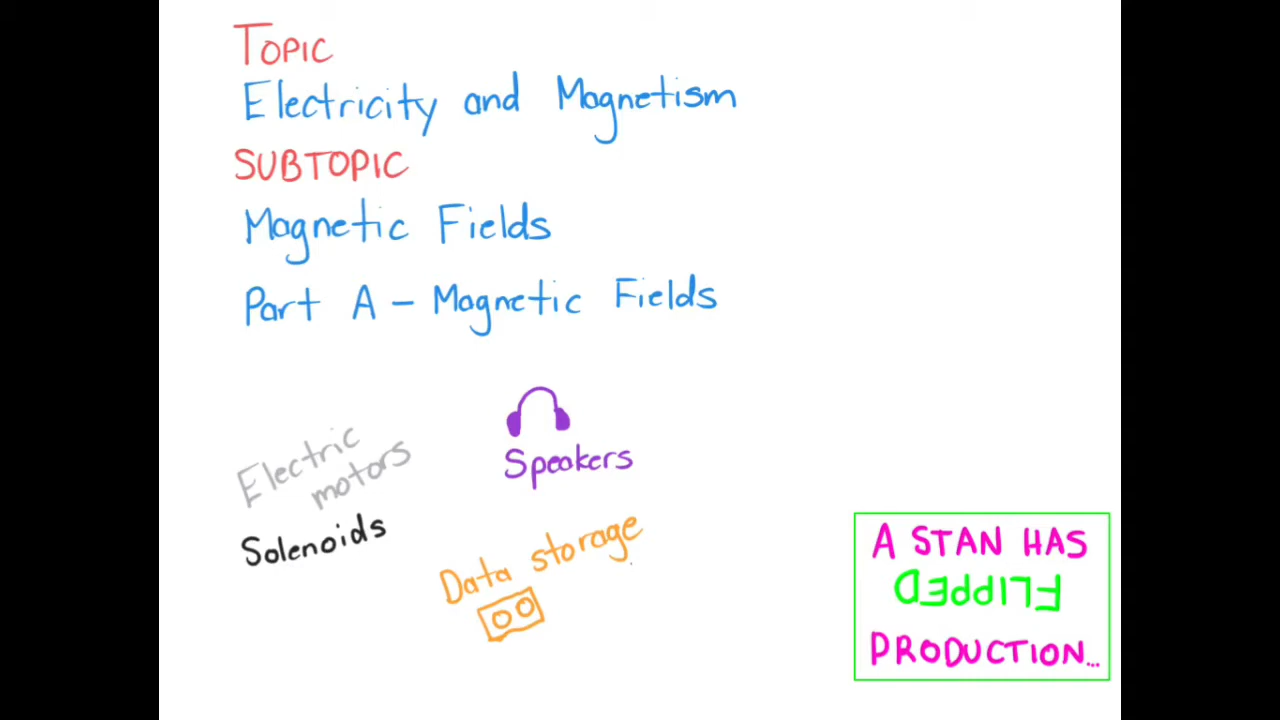 TOPIC
Electricity and Magnetism
SUBTOPIC
Magnetic Fields
Part A - Magnetic Fields
Electric
motors
Speakers
Solenoids
Data storage
A STAN HAS
FLIPPED
PRODUCTION...